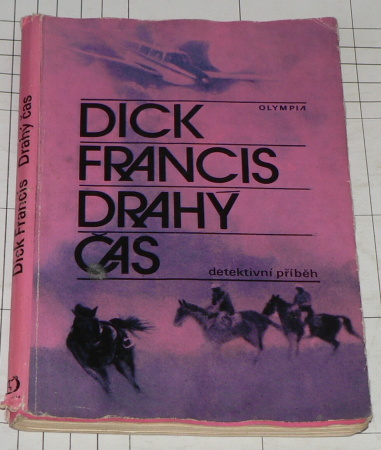 OLYMPIA
DICK
FRANCIS
DRAHÝ
ČAS
detektivní příběh
Dick Francis Drahý čas